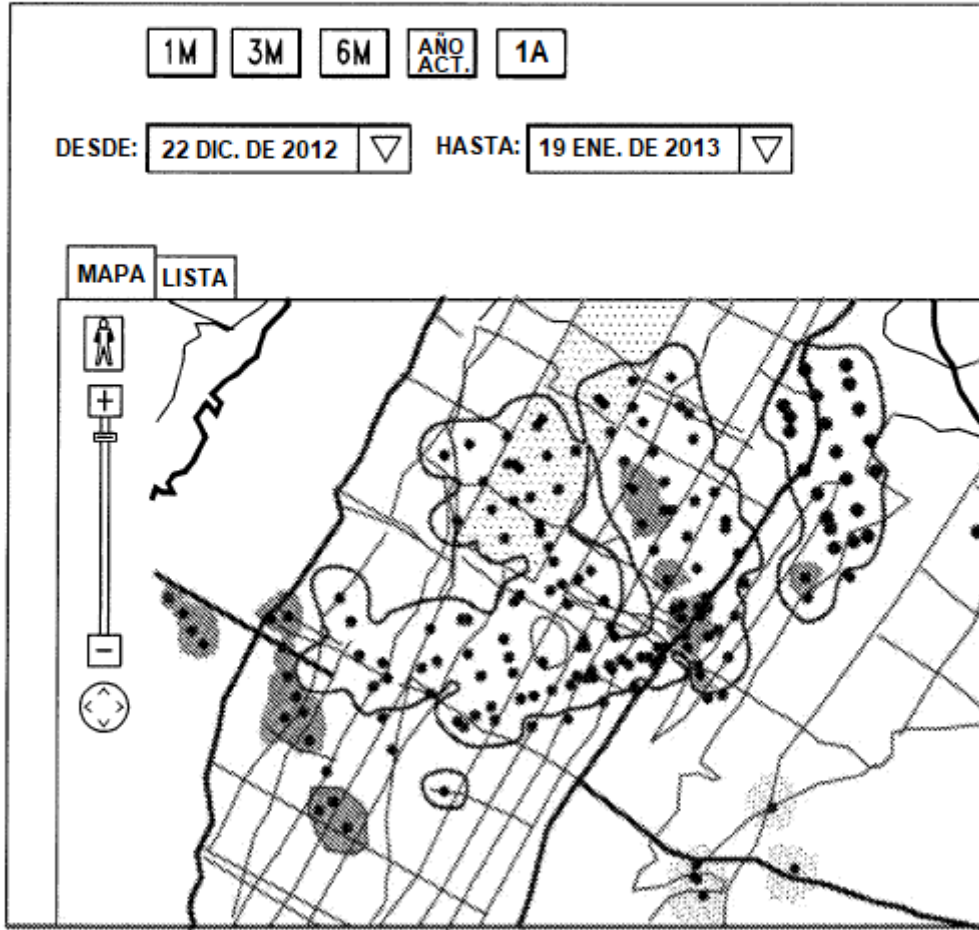 1M 3M 6M AÑO ACT. 1A
DESDE: 22 DIC. DE 2012 HASTA: 19 ENE. DE 2013
MAPA LISTA
+
−